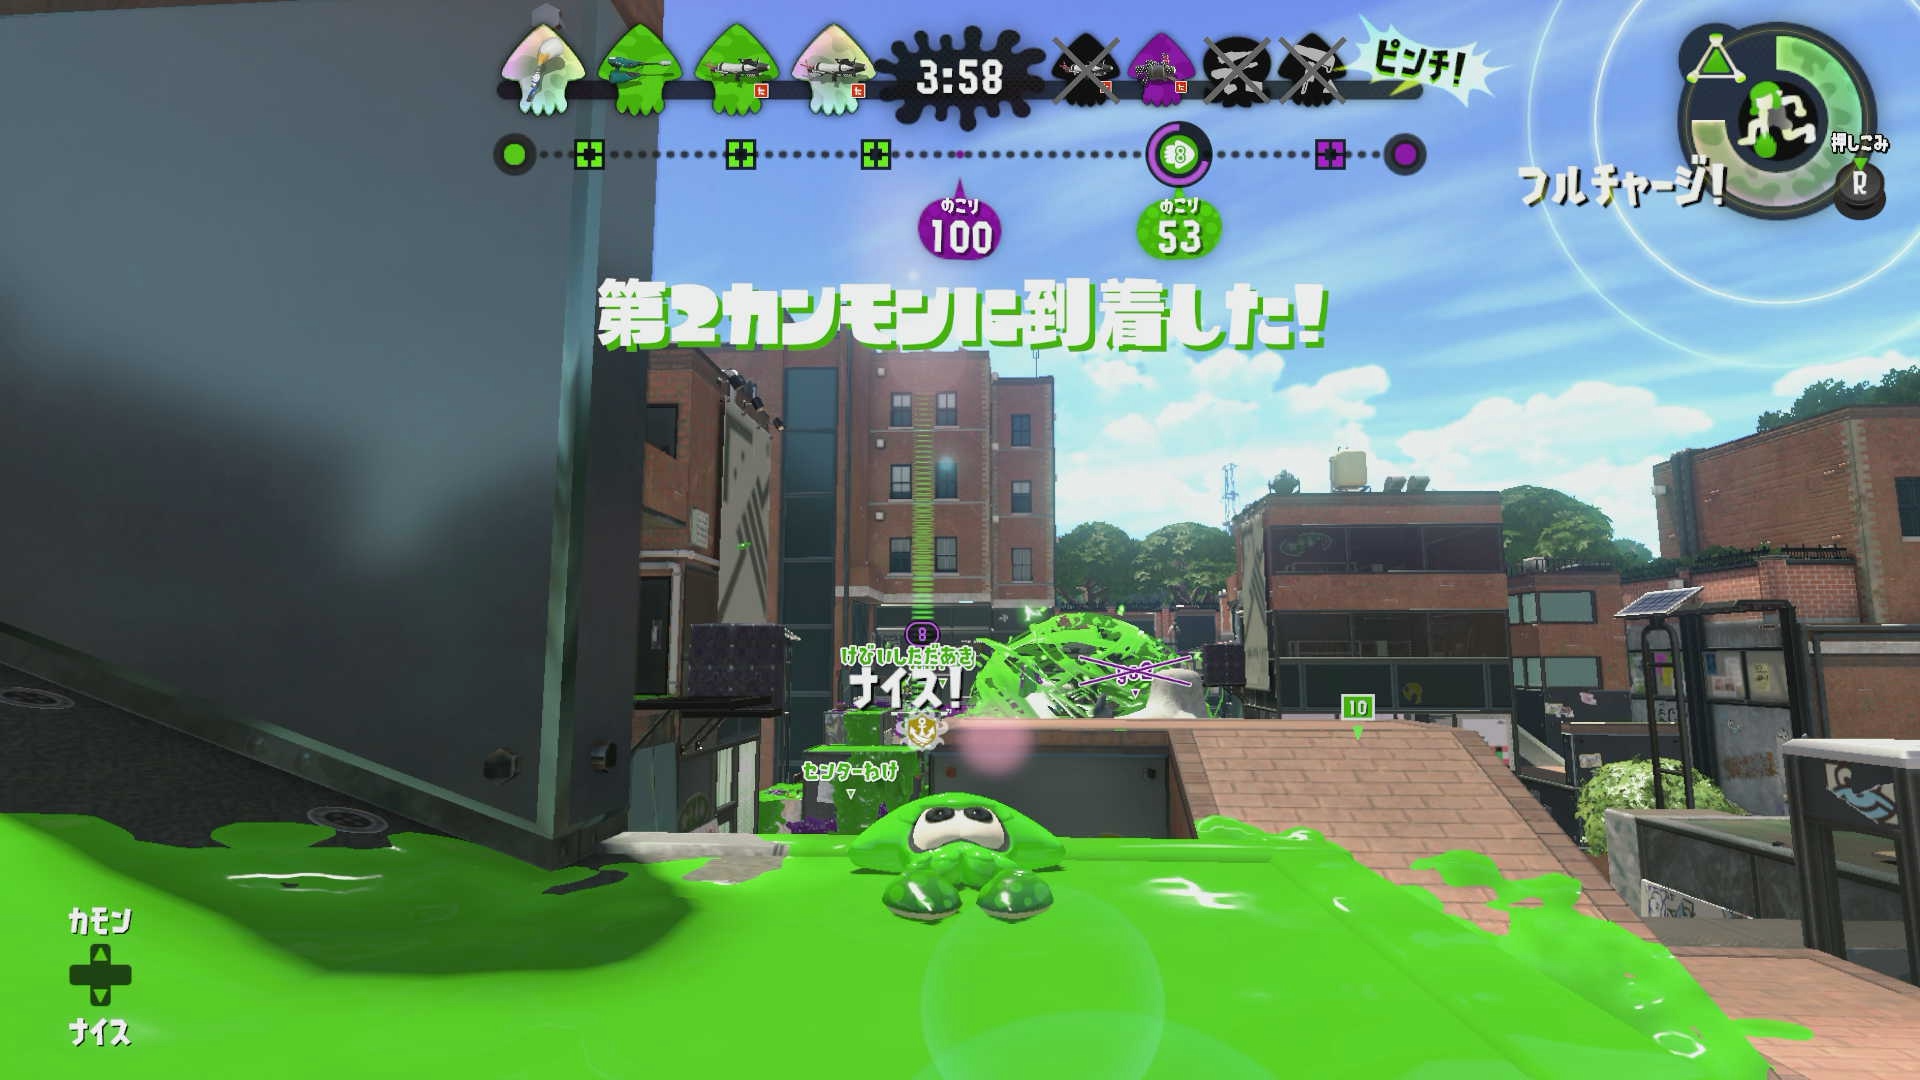 3:58
ピンチ!
8
のこり
100
のこり
53
押しこみ
R
フルチャージ!
第2カンモンに到着した!
8
けびいしただあき
ナイス!
10
センターわけ
カモン
ナイス